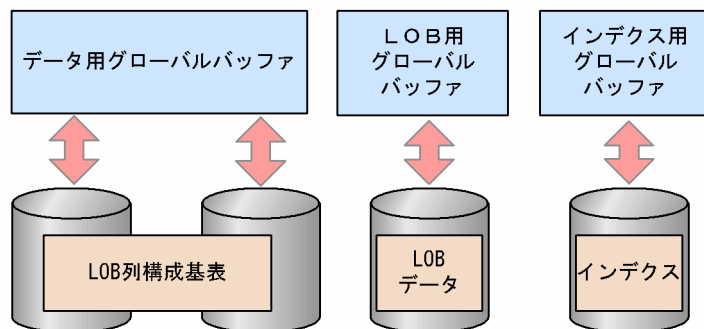 データ用グローバルバッファ
ＬＯＢ用
グローバル
バッファ
インデクス用
グローバル
バッファ
LOB列構成基表
LOB
データ
インデクス